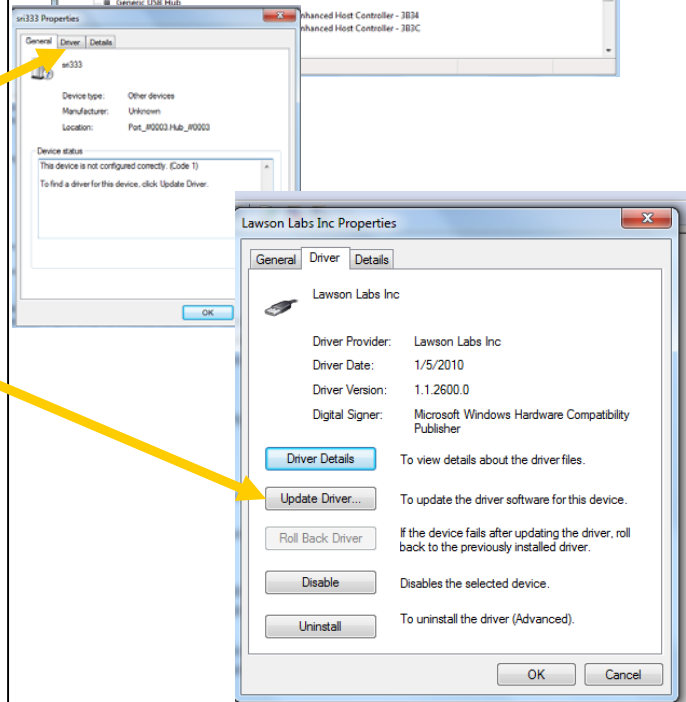 Generic USB Hub
nhanced Host Controller - 3B34
nhanced Host Controller - 3B3C
sri333 Properties
General Driver Details
sri333
Device type: Other devices
Manufacturer: Unknown
Location: Port_#0003.Hub_#0003
Device status
This device is not configured correctly. (Code 1)
To find a driver for this device, click Update Driver.
OK
Lawson Labs Inc Properties
General Driver Details
Lawson Labs Inc
Driver Provider: Lawson Labs Inc
Driver Date: 1/5/2010
Driver Version: 1.1.2600.0
Digital Signer: Microsoft Windows Hardware Compatibility
Publisher
Driver Details To view details about the driver files.
Update Driver... To update the driver software for this device.
Roll Back Driver If the device fails after updating the driver, roll
back to the previously installed driver.
Disable Disables the selected device.
Uninstall To uninstall the driver (Advanced).
OK Cancel